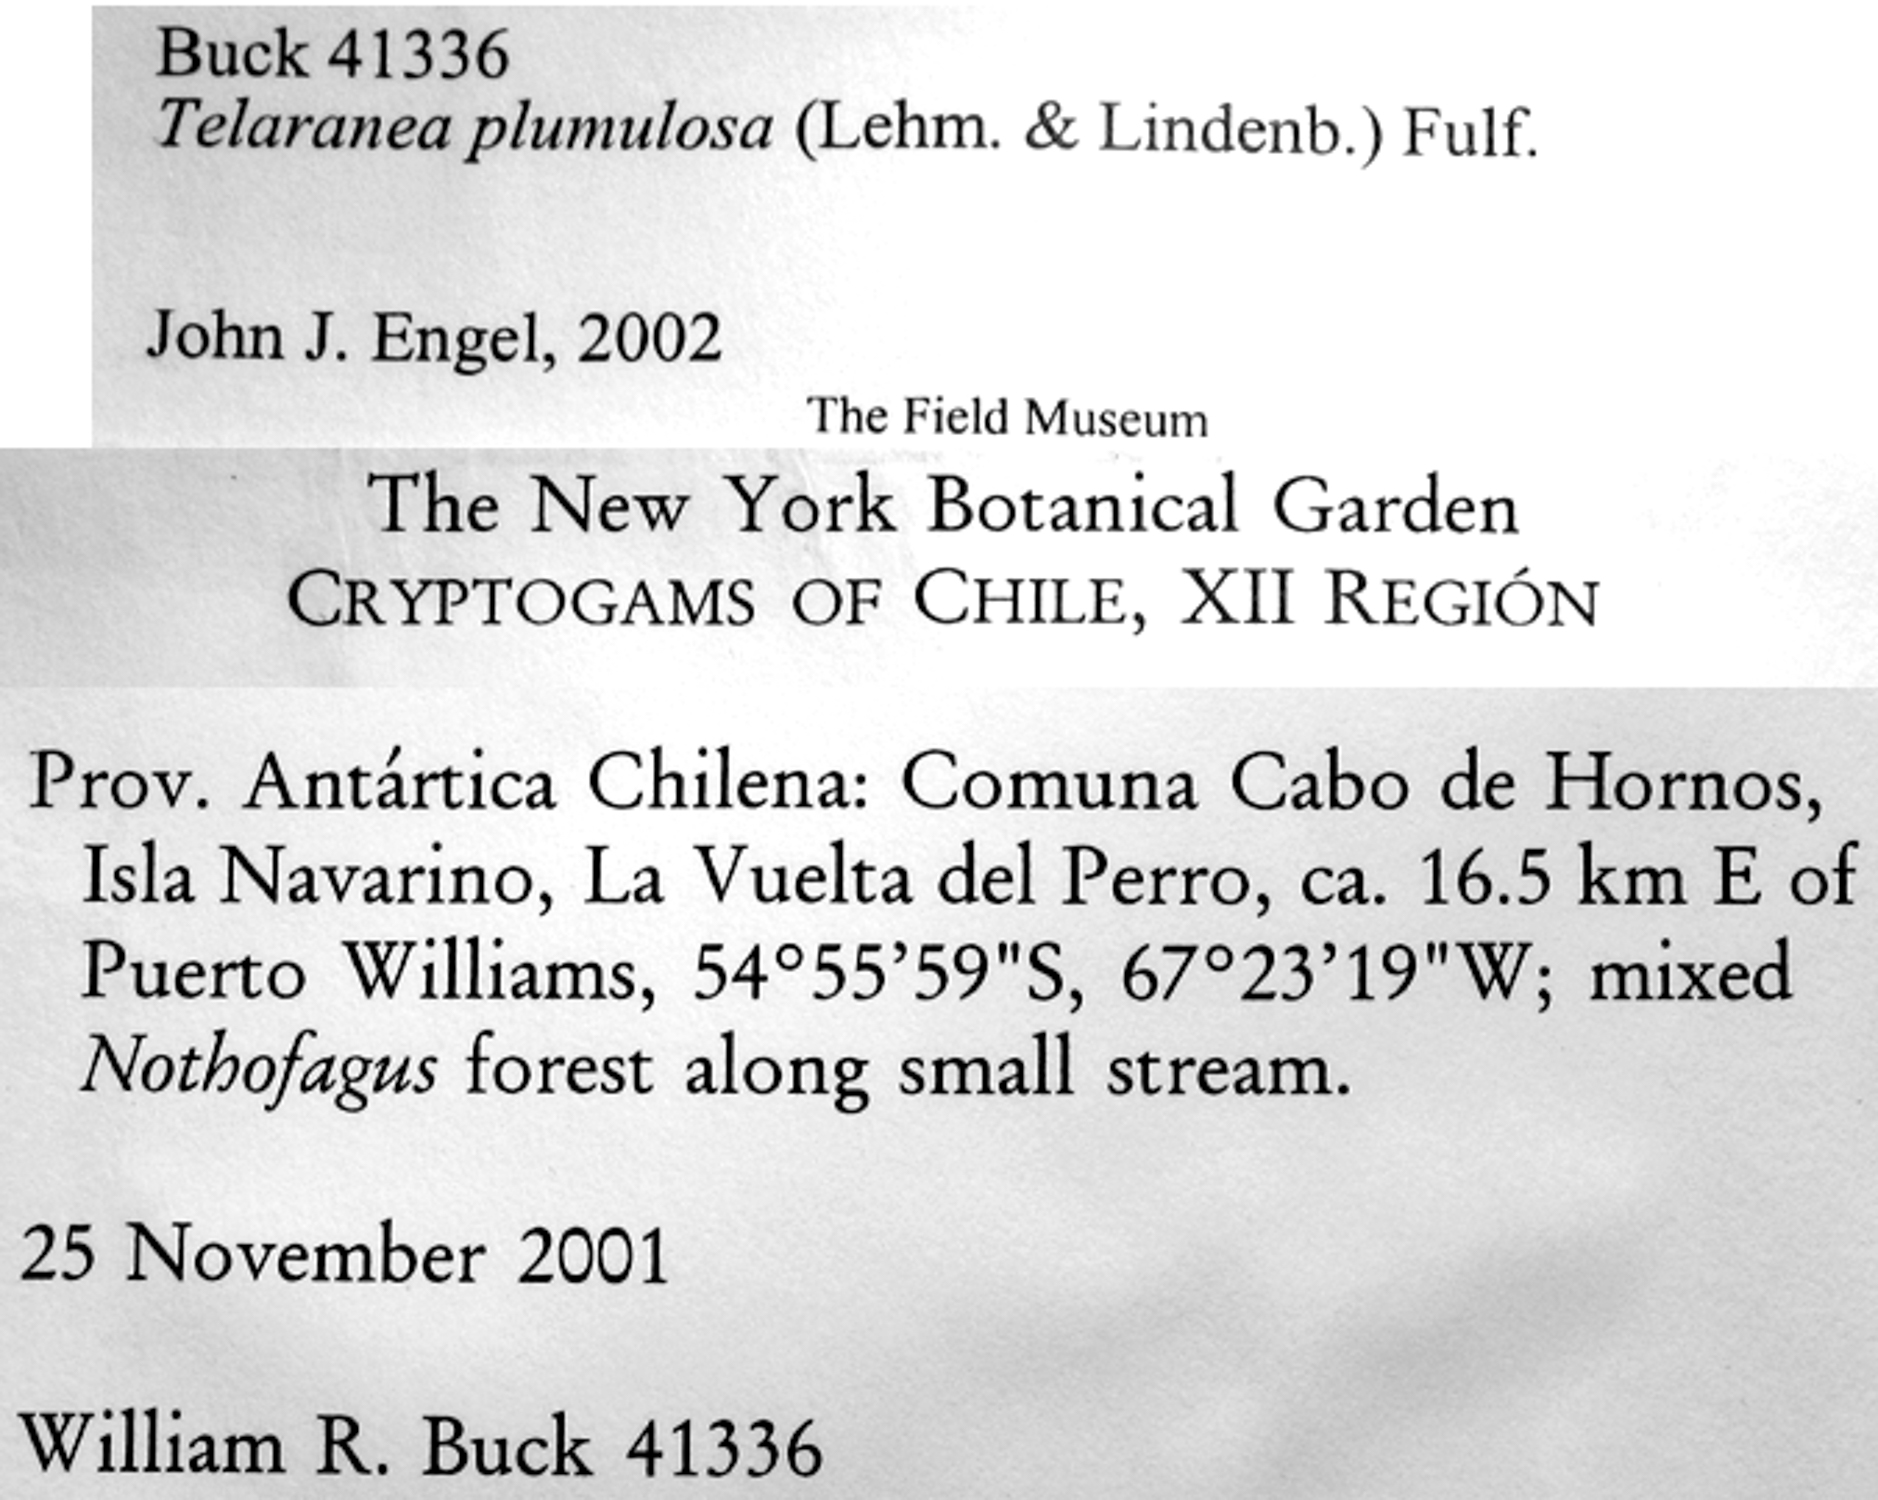 Buck 41336
Telaranea plumulosa (Lehm. & Lindenb.) Fulf.
John J. Engel, 2002
The Field Museum
The New York Botanical Garden
CRYPTOGAMS OF CHILE, XII REGIÓN
Prov. Antártica Chilena: Comuna Cabo de Hornos,
Isla Navarino, La Vuelta del Perro, ca. 16.5 km E of
Puerto Williams, 54°55’59"S, 67°23’19"W; mixed
Nothofagus forest along small stream.
25 November 2001
William R. Buck 41336